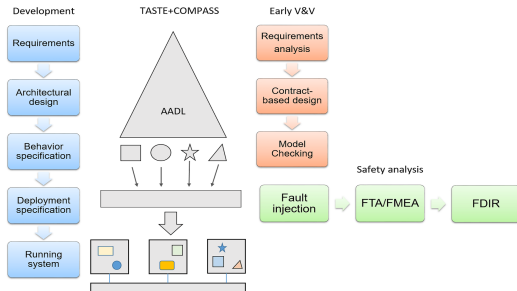 Development
TASTE+COMPASS
Early V&V
Requirements
Architectural
design
Behavior
specification
Deployment
specification
Running
system
AADL
Requirements
analysis
Contract-
based design
Model
Checking
Safety analysis
Fault
injection
FTA/FMEA
FDIR